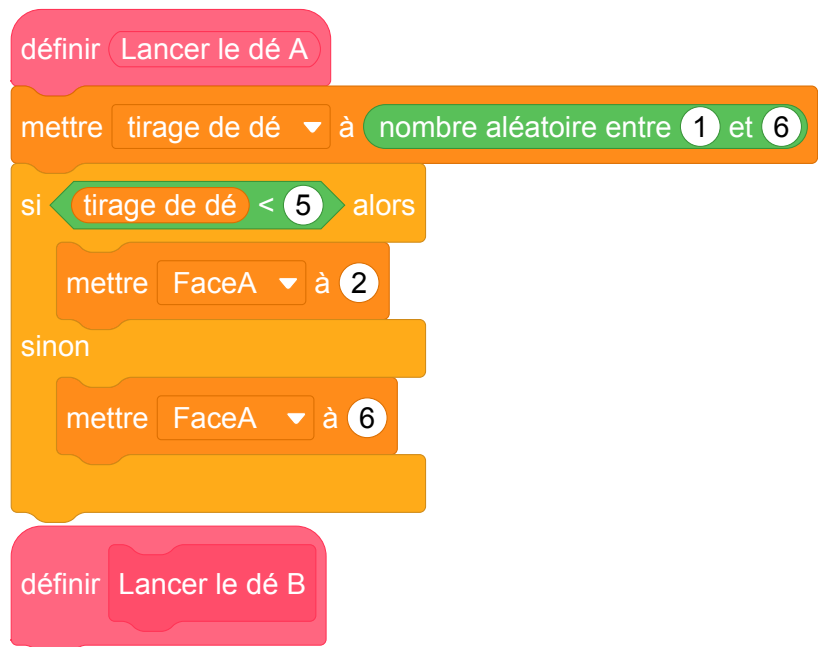 définir Lancer le dé A
mettre tirage de dé à nombre aléatoire entre 1 et 6
si tirage de dé < 5 alors
mettre FaceA à 2
sinon
mettre FaceA à 6
définir Lancer le dé B